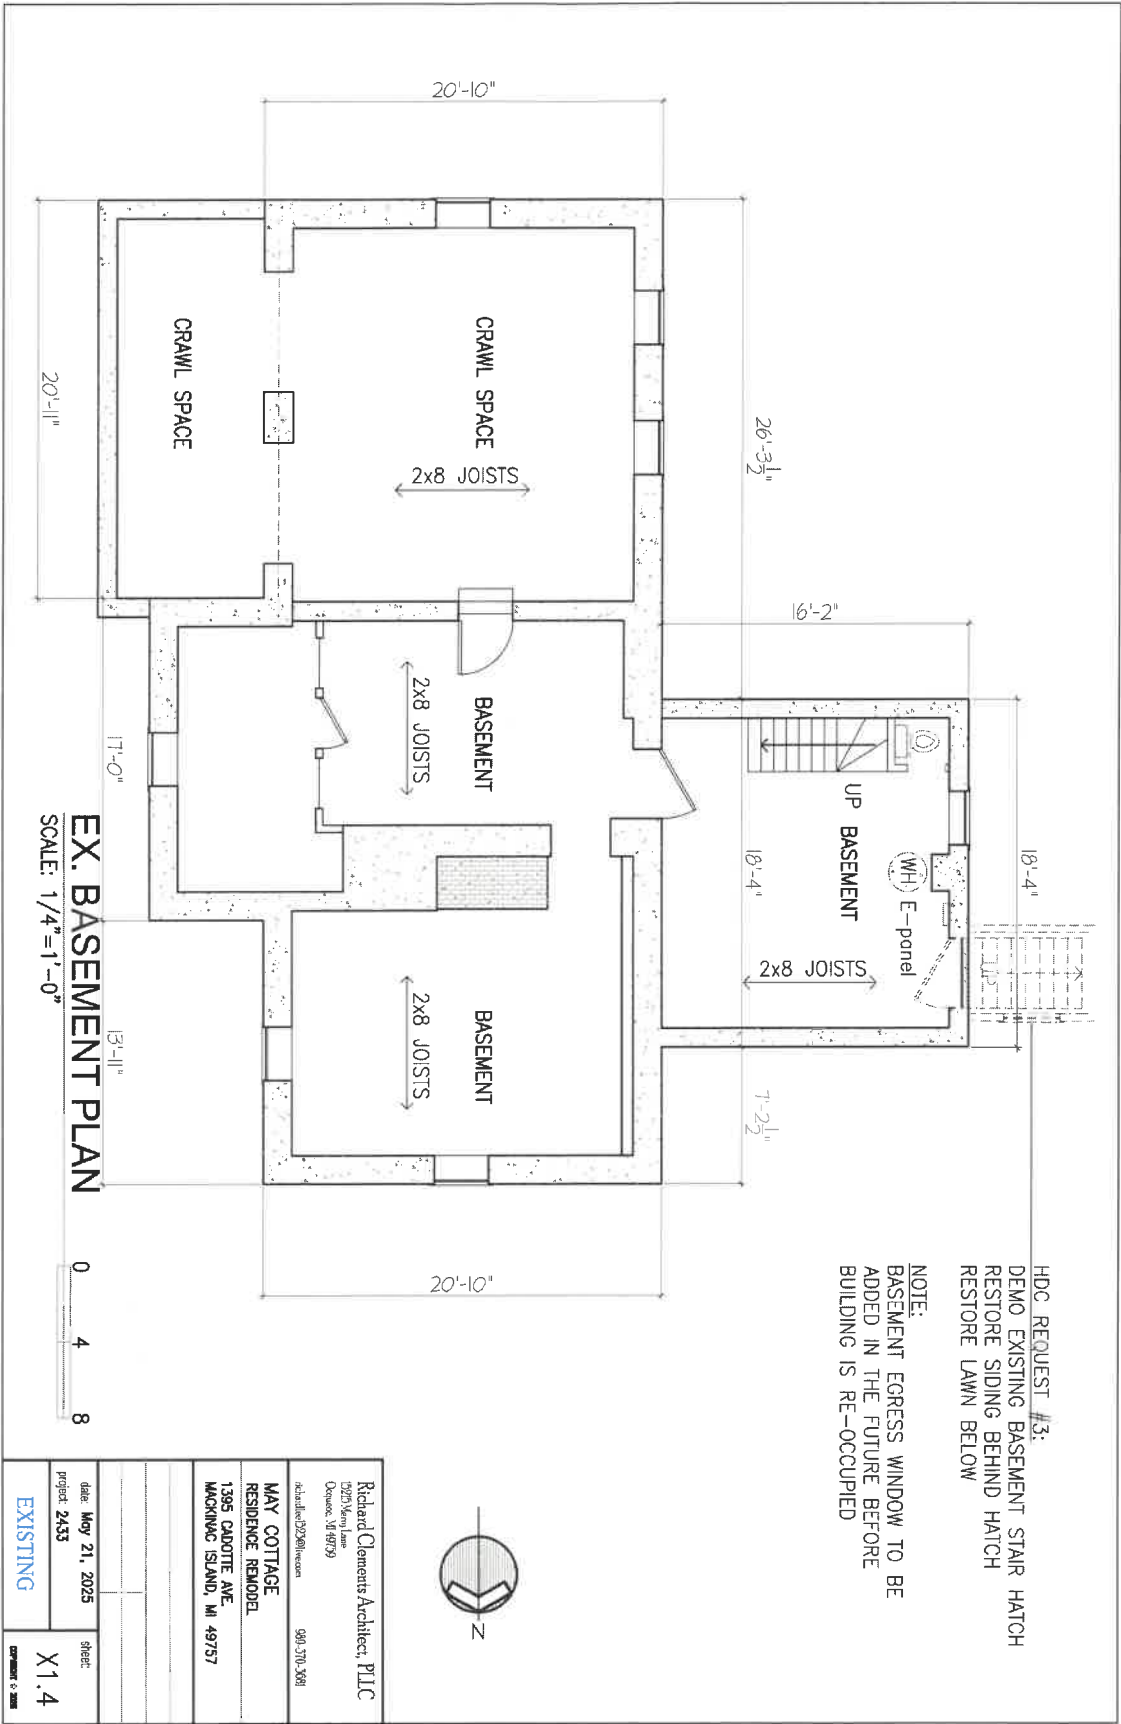 HDC REQUEST #3:
DEMO EXISTING BASEMENT STAIR HATCH
RESTORE SIDING BEHIND HATCH
RESTORE LAWN BELOW
NOTE:
BASEMENT EGRESS WINDOW TO BE
ADDED IN THE FUTURE BEFORE
BUILDING IS RE-OCCUPIED
18'-4"
UP
16'-2"
WH
E-panel
UP
BASEMENT
2x8 JOISTS
26'-3 1/2"
18'-4"
7'-2 1/2"
20'-10"
CRAWL SPACE
2x8 JOISTS
BASEMENT
2x8 JOISTS
BASEMENT
2x8 JOISTS
20'-10"
CRAWL SPACE
20'-11"
17'-0"
13'-11"
EX. BASEMENT PLAN
SCALE: 1/4"=1'-0"
0 4 8
N
Richard Clements Architect, PLLC
Ocqueoc, MI 49759
989-370-3681
MAY COTTAGE
RESIDENCE REMODEL
1395 CADOTTE AVE.
MACKINAC ISLAND, MI 49757
date: May 21, 2025
project: 2433
EXISTING
sheet:
X1.4